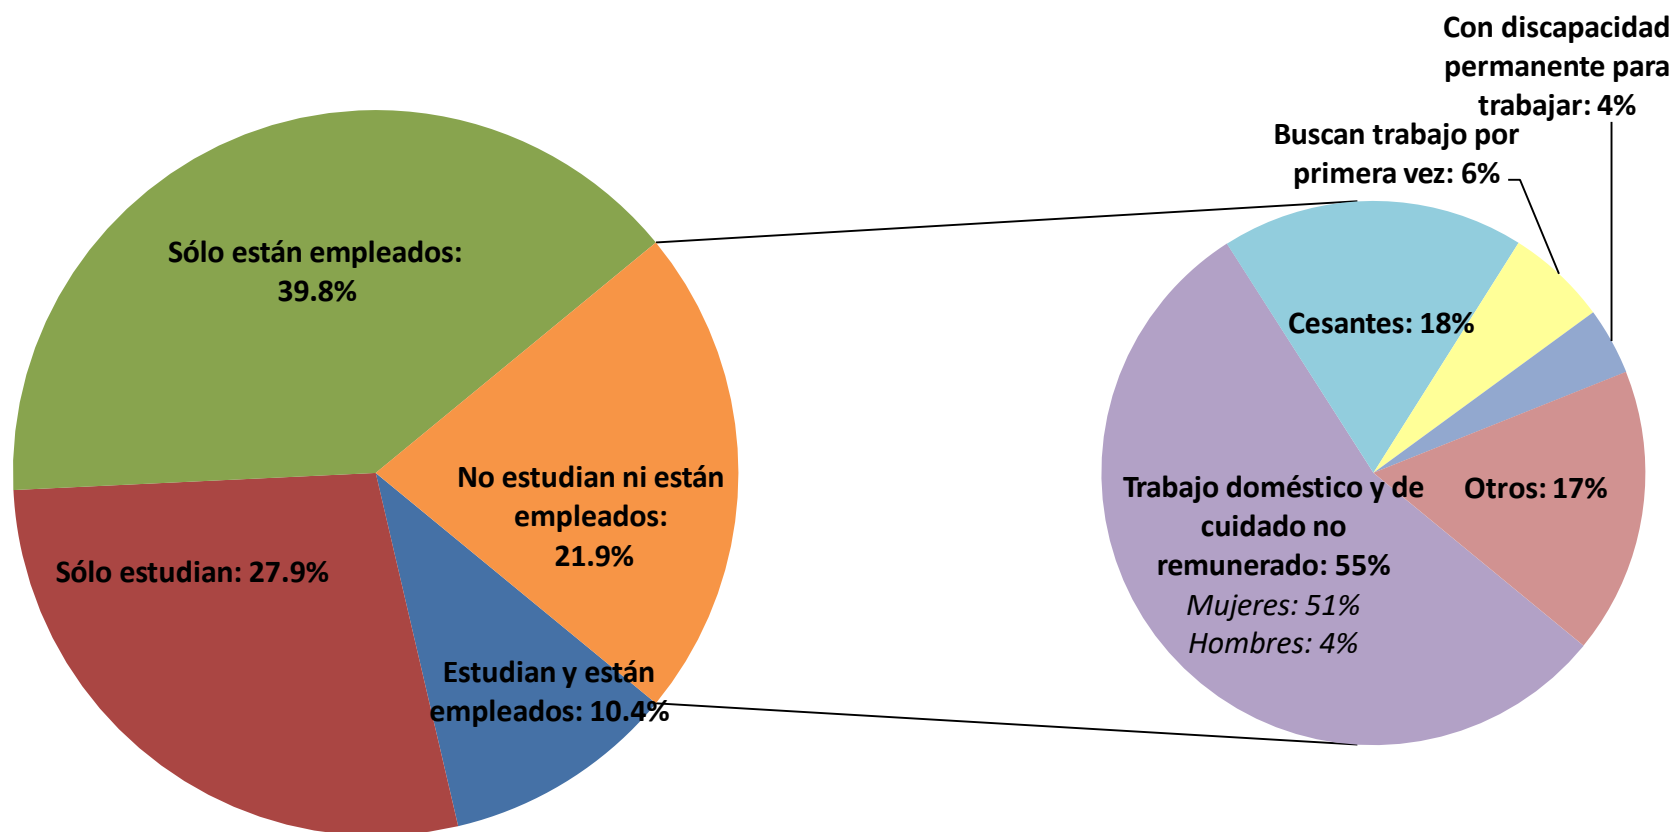 Con discapacidad
permanente para
trabajar: 4%
Buscan trabajo por
primera vez: 6%
Sólo están empleados:
39.8%
Cesantes: 18%
No estudian ni están
empleados:
21.9%
Trabajo doméstico y de
cuidado no
remunerado: 55%
Mujeres: 51%
Hombres: 4%
Otros: 17%
Sólo estudian: 27.9%
Estudian y están
empleados: 10.4%